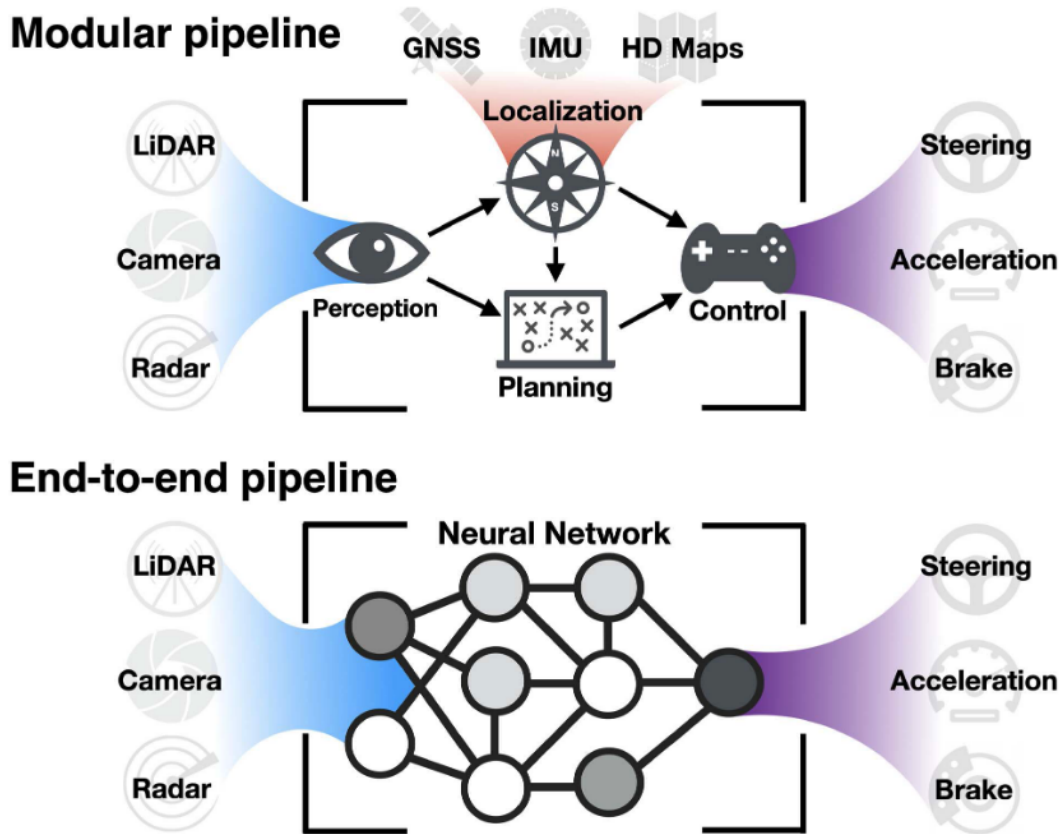 Modular pipeline
GNSS IMU HD Maps
Localization
LiDAR
Steering
N
S
Camera
Acceleration
Perception
Control
Radar
Planning
Brake
End-to-end pipeline
Neural Network
LiDAR
Steering
Camera
Acceleration
Radar
Brake